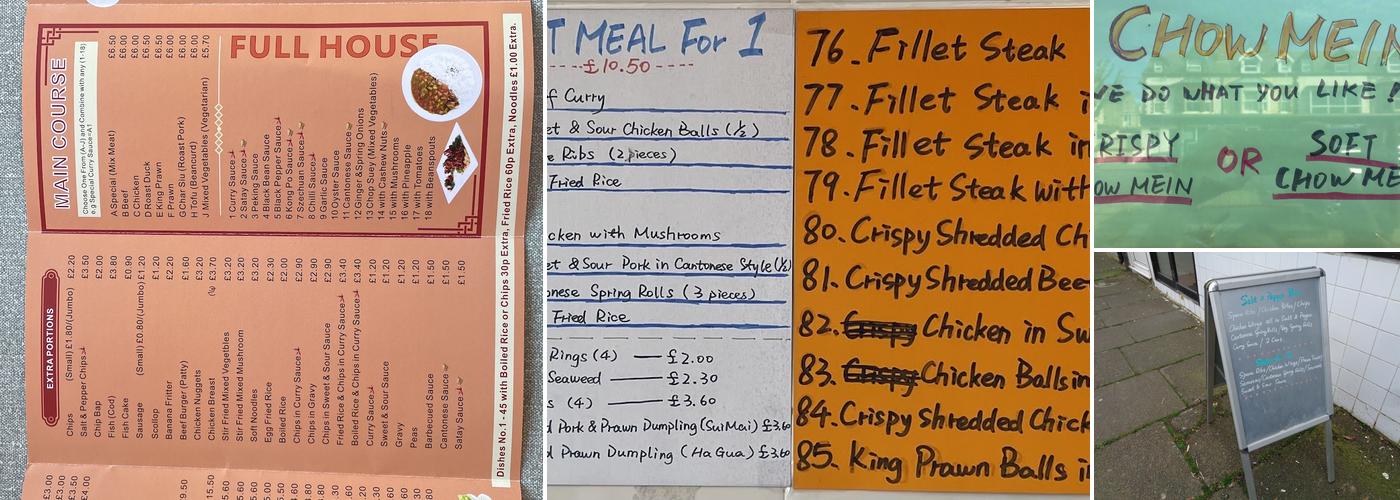 FULL HOUSE
MAIN COURSE
Choose One From (A-J) and Combine with any (1-18)
e.g Special Curry Sauce=A1
A Special (Mix Meat) £6.50
B Beef £6.00
C Chicken £6.00
D Roast Duck £6.50
E King Prawn £6.50
F Prawn £6.00
G Char Siu (Roast Pork) £6.00
H Tofu (Beancurd) £6.00
J Mixed Vegetables (Vegetarian) £5.70
1 Curry Sauce
2 Satay Sauce
3 Peking Sauce
4 Black Bean Sauce
5 Black Pepper Sauce
6 Kong Po Sauce
7 Szechuan Sauce
8 Chilli Sauce
9 Garlic Sauce
10 Oyster Sauce
11 Cantonese Sauce
12 Ginger &Spring Onions
13 Chop Suey (Mixed Vegetables)
14 with Cashew Nuts
15 with Mushrooms
16 with Pineapple
17 with Tomatoes
18 with Beanspouts
Dishes No.1 - 45 with Boiled Rice or Chips 30p Extra, Fried Rice 60p Extra, Noodles £1.00 Extra.
EXTRA PORTIONS
Chips (Small) £1.80/(Jumbo) £2.20
Salt & Pepper Chips £3.50
Chip Bap £2.00
Fish (Cod) £3.80
Fish Cake £0.90
Sausage (Small) £0.80/(Jumbo) £1.20
Scollop £1.20
Banana Fritter £2.20
Beef Burger (Patty) £1.60
Chicken Nuggets £3.20
Chicken Breast (¼) £3.70
Stir Fried Mixed Vegetbles £3.20
Stir Fried Mixed Mushroom £3.20
Soft Noodles £3.20
Egg Fried Rice £2.30
Boiled Rice £2.00
Chips in Curry Sauce £2.90
Chips in Gravy £2.90
Chips in Sweet & Sour Sauce £2.90
Fried Rice & Chips in Curry Sauce £3.40
Boiled Rice & Chips in Curry Sauce £3.40
Curry Sauce £1.20
Sweet & Sour Sauce £1.20
Gravy £1.20
Peas £1.20
Barbecued Sauce £1.50
Cantonese Sauce £1.50
Satay Sauce £1.50
T MEAL For 1
£10.50
f Curry
et & Sour Chicken Balls (½)
e Ribs (2 pieces)
Fried Rice
cken with Mushrooms
et & Sour Pork in Cantonese Style (½)
onese Spring Rolls (3 pieces)
Fried Rice
Rings (4) — £2.00
Seaweed — £2.30
s (4) — £3.60
d Pork & Prawn Dumpling (Sui Mai) £3.60
d Prawn Dumpling (Ha Gua) £3.60
76. Fillet Steak
77. Fillet Steak i
78. Fillet Steak in
79. Fillet Steak with
80. Crispy Shredded Ch
81. Crispy Shredded Bee
82. Crispy Chicken in Sw
83. Crispy Chicken Balls in
84. Crispy Shredded Chick
85. King Prawn Balls i
CHOW MEIN
WE DO WHAT YOU LIKE
RISPY
OW MEIN
OR
SOFT
CHOW ME